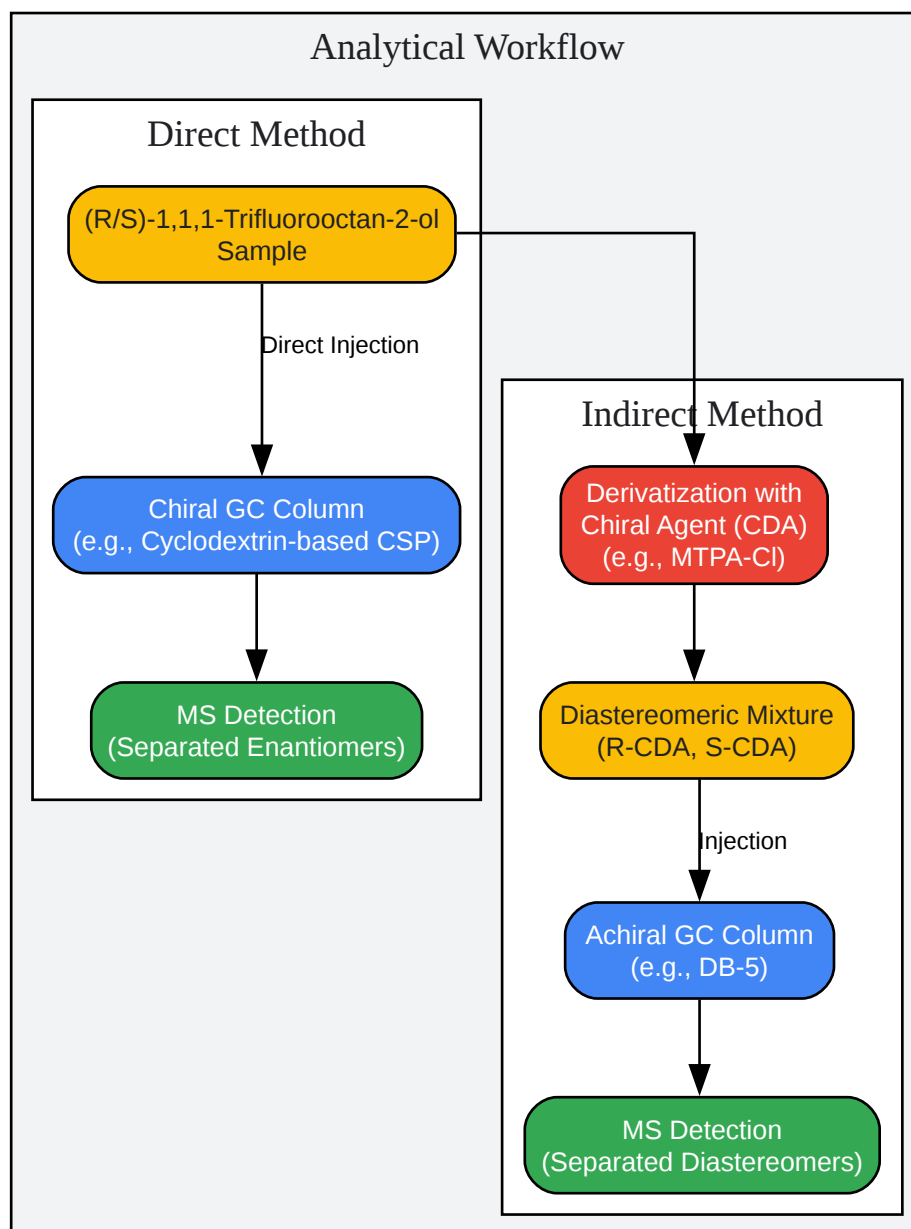 Analytical Workflow
Direct Method
(R/S)-1,1,1-Trifluorooctan-2-ol
Sample
Direct Injection
Chiral GC Column
(e.g., Cyclodextrin-based CSP)
MS Detection
(Separated Enantiomers)
Indirect Method
Derivatization with
Chiral Agent (CDA)
(e.g., MTPA-Cl)
Diastereomeric Mixture
(R-CDA, S-CDA)
Injection
Achiral GC Column
(e.g., DB-5)
MS Detection
(Separated Diastereomers)